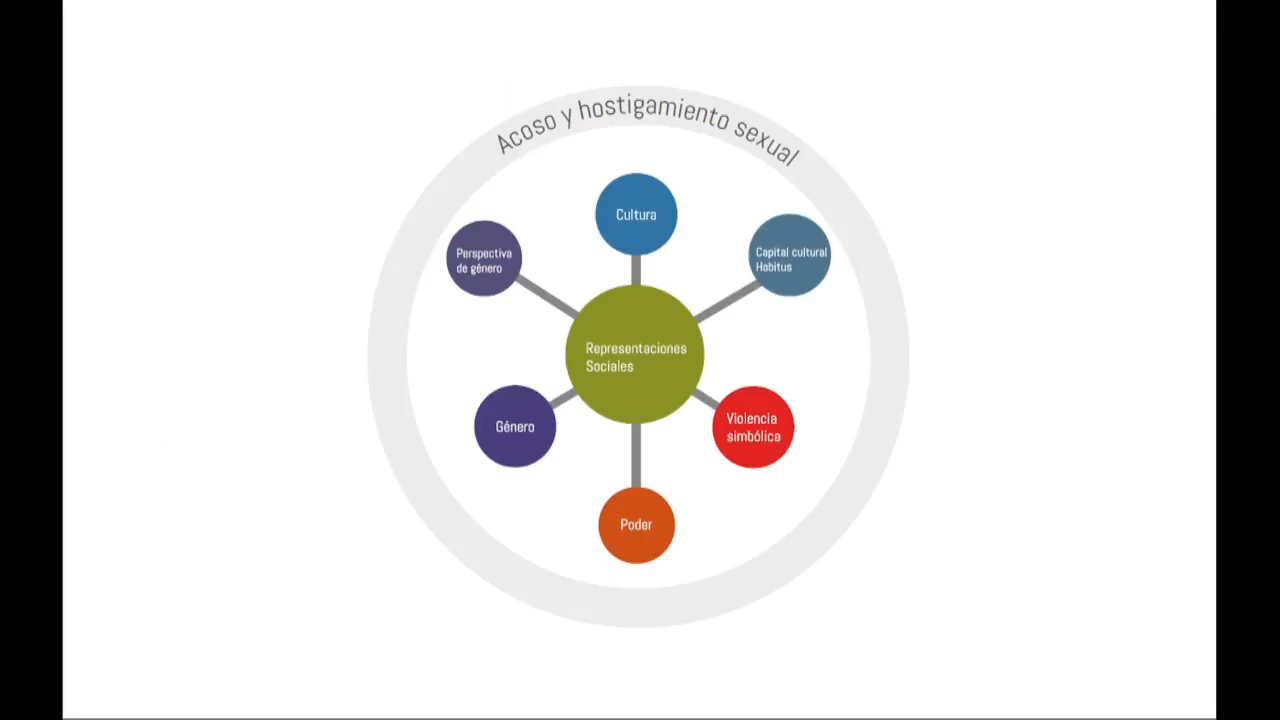 Acoso y hostigamiento sexual
Cultura
Perspectiva
de género
Capital cultural
Habitus
Representaciones
Sociales
Género
Violencia
simbólica
Poder